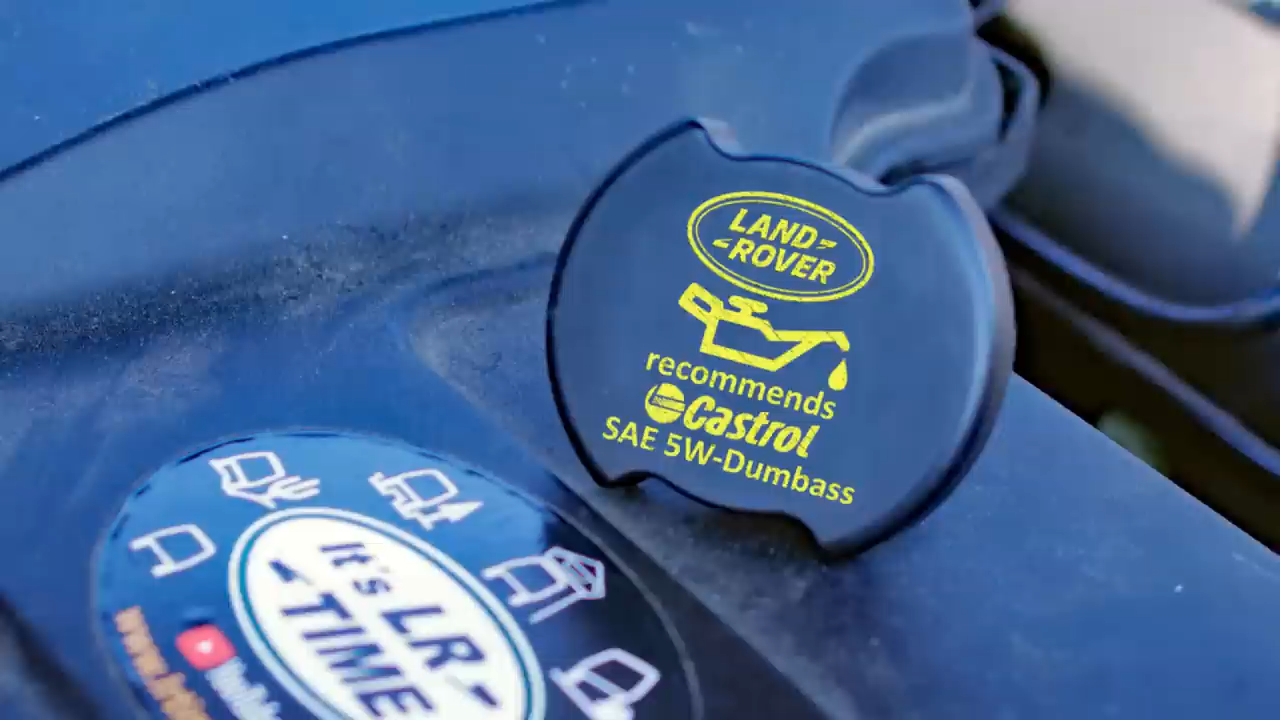 LAND
ROVER
recommends
Castrol
SAE 5W-Dumbass
It's LR
TIME